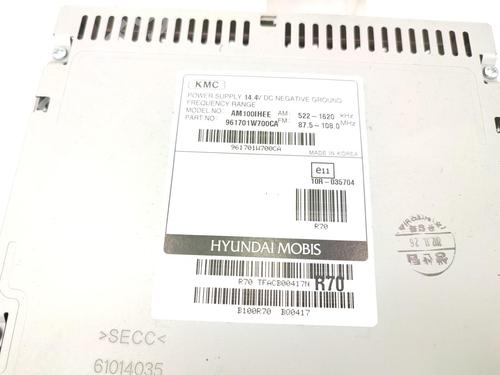 KMC
POWER SUPPLY 14.4V DC NEGATIVE GROUND
FREQUENCY RANGE
MODEL NO AM100IHEE AM: 522-1620 KHz
PART NO 961701W700CA FM: 87.5-108.0 MHz
961701W700CA
MADE IN KOREA
e11
10R-035704
R70
HYUNDAI MOBIS
R70 TFACB00417N R70
B100R70 B00417
>SECC<
61014035